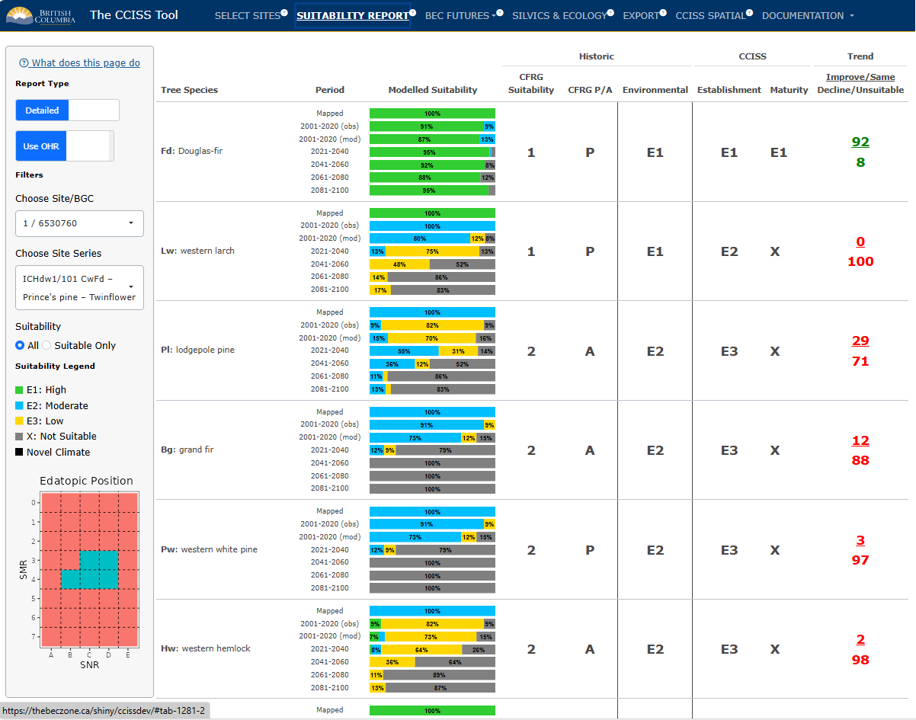 BRITISH COLUMBIA The CCISS Tool SELECT SITES SUITABILITY REPORT BEC FUTURES SILVICS & ECOLOGY EXPORT CCISS SPATIAL DOCUMENTATION
What does this page do
Report Type
Detailed
Use OHR
Filters
Choose Site/BGC
1 / 6530760
Choose Site Series
ICHdw1/101 CwFd –
Prince's pine – Twinflower
Suitability
All Suitable Only
Suitability Legend
E1: High
E2: Moderate
E3: Low
X: Not Suitable
Novel Climate
Edatopic Position
SMR
0
1
2
3
4
5
6
7
A B C D E
SNR
https://thebeczone.ca/shiny/ccissdev/#tab-1281-2
Historic CCISS Trend
Tree Species Period Modelled Suitability CFRG Suitability CFRG P/A Environmental Establishment Maturity Improve/Same Decline/Unsuitable
Fd: Douglas-fir 1 P E1 E1 E1 92 8
Mapped 100%
2001-2020 (obs) 91% 9%
2001-2020 (mod) 87% 13%
2021-2040 95%
2041-2060 92% 8%
2061-2080 88% 12%
2081-2100 95%
Lw: western larch 1 P E1 E2 X 0 100
Mapped 100%
2001-2020 (obs) 100%
2001-2020 (mod) 80% 12% 8%
2021-2040 13% 75% 13%
2041-2060 48% 52%
2061-2080 14% 86%
2081-2100 17% 83%
Pl: lodgepole pine 2 A E2 E3 X 29 71
Mapped 100%
2001-2020 (obs) 9% 82% 9%
2001-2020 (mod) 15% 70% 16%
2021-2040 55% 31% 14%
2041-2060 36% 12% 52%
2061-2080 11% 86%
2081-2100 13% 83%
Bg: grand fir 2 A E2 E3 X 12 88
Mapped 100%
2001-2020 (obs) 91% 9%
2001-2020 (mod) 73% 12% 15%
2021-2040 12% 9% 79%
2041-2060 100%
2061-2080 100%
2081-2100 100%
Pw: western white pine 2 P E2 E3 X 3 97
Mapped 100%
2001-2020 (obs) 91% 9%
2001-2020 (mod) 73% 12% 15%
2021-2040 12% 9% 79%
2041-2060 100%
2061-2080 100%
2081-2100 100%
Hw: western hemlock 2 A E2 E3 X 2 98
Mapped 100%
2001-2020 (obs) 9% 82% 9%
2001-2020 (mod) 7% 73% 15%
2021-2040 8% 64% 26%
2041-2060 36% 64%
2061-2080 11% 89%
2081-2100 13% 87%
Mapped 100%